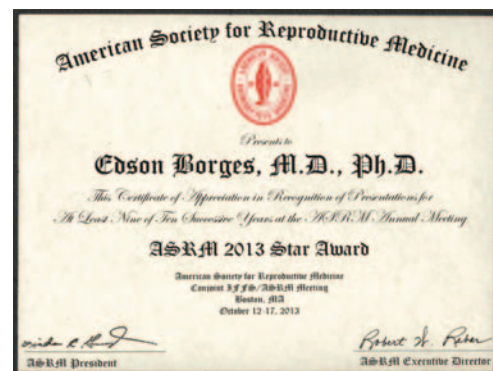 American Society for Reproductive Medicine
Presents to
Edson Borges, M.D., Ph.D.
This Certificate of Appreciation in Recognition of Presentations for
At Least Nine of Ten Successive Years at the ASRM Annual Meeting
ASRM 2013 Star Award
American Society for Reproductive Medicine
Conjoint IFFS/ASRM Meeting
Boston, MA
October 12-17, 2013
ASRM President
Robert W. Rebar
ASRM Executive Director